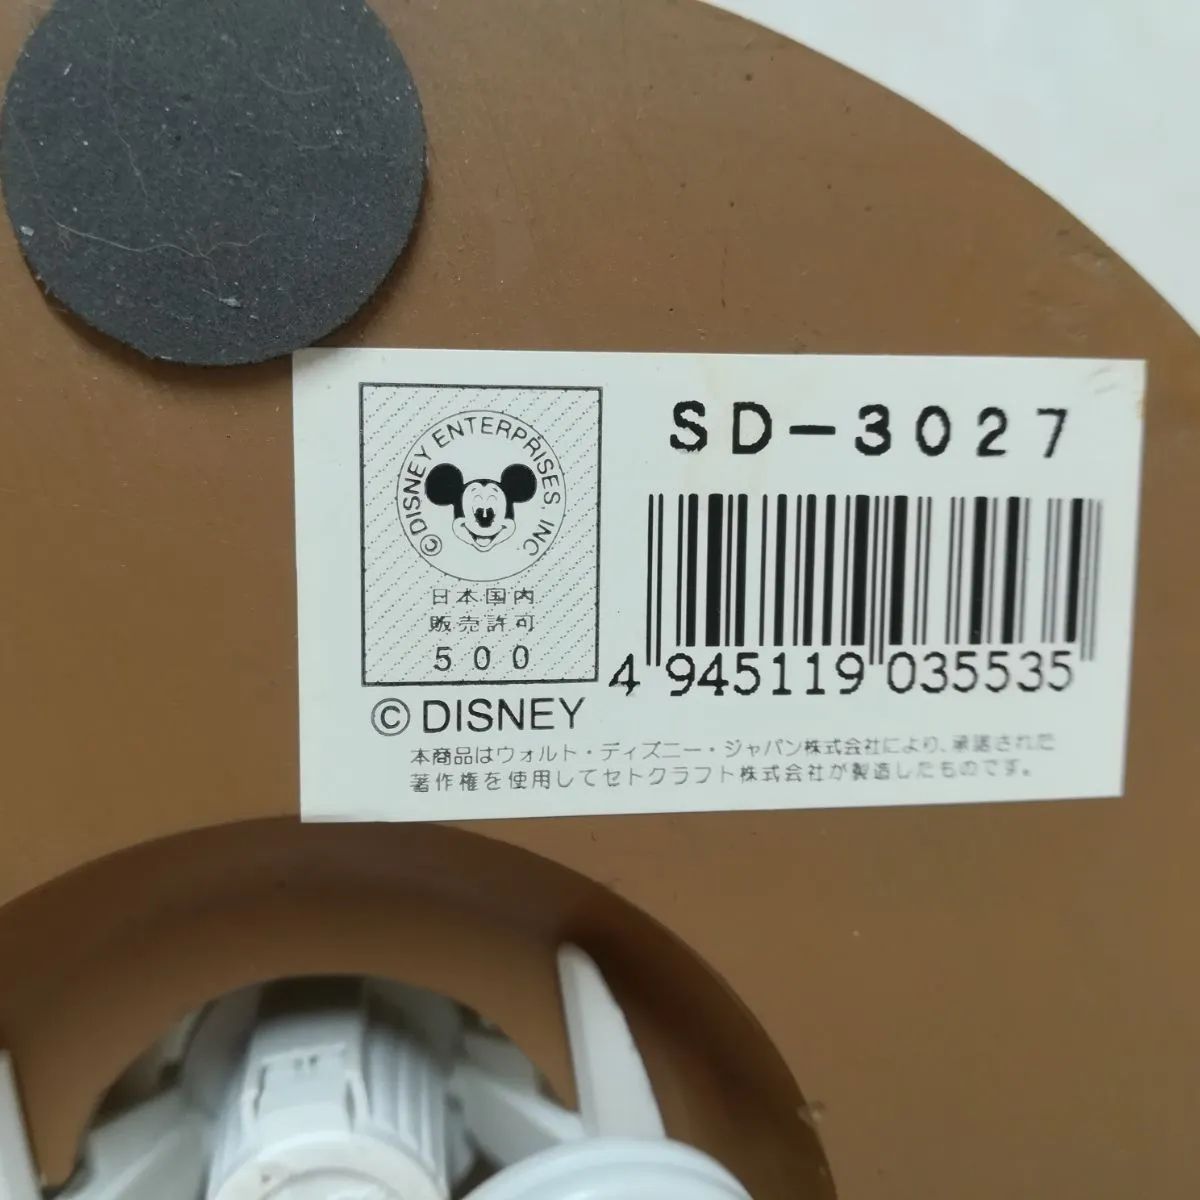 SD-3027
© DISNEY ENTERPRISES, INC.
日本国内
販売許可
500
4 945119 035535
© DISNEY
本商品はウォルト・ディズニー・ジャパン株式会社により、承諾された
著作権を使用してセトクラフト株式会社が製造したものです。